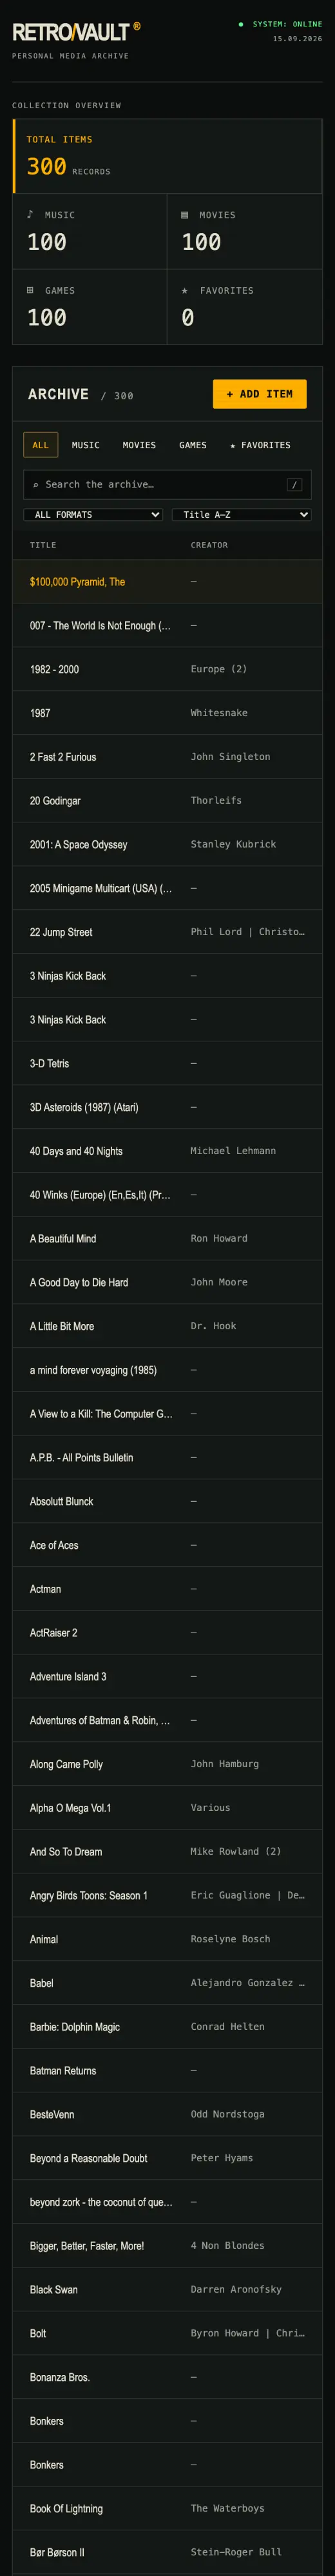 RETRO/VAULT ®
PERSONAL MEDIA ARCHIVE
SYSTEM: ONLINE
15.09.2026
COLLECTION OVERVIEW
TOTAL ITEMS
300 RECORDS
♪ MUSIC
100
MOVIES
100
GAMES
100
★ FAVORITES
0
ARCHIVE / 300
+ ADD ITEM
ALL MUSIC MOVIES GAMES ★ FAVORITES
Search the archive… /
ALL FORMATS Title A–Z
TITLE CREATOR
$100,000 Pyramid, The —
007 - The World Is Not Enough (... —
1982 - 2000 Europe (2)
1987 Whitesnake
2 Fast 2 Furious John Singleton
20 Godingar Thorleifs
2001: A Space Odyssey Stanley Kubrick
2005 Minigame Multicart (USA) (... —
22 Jump Street Phil Lord | Christo…
3 Ninjas Kick Back —
3 Ninjas Kick Back —
3-D Tetris —
3D Asteroids (1987) (Atari) —
40 Days and 40 Nights Michael Lehmann
40 Winks (Europe) (En,Es,It) (Pr... —
A Beautiful Mind Ron Howard
A Good Day to Die Hard John Moore
A Little Bit More Dr. Hook
a mind forever voyaging (1985) —
A View to a Kill: The Computer G... —
A.P.B. - All Points Bulletin —
Absolutt Blunck —
Ace of Aces —
Actman —
ActRaiser 2 —
Adventure Island 3 —
Adventures of Batman & Robin, ... —
Along Came Polly John Hamburg
Alpha O Mega Vol.1 Various
And So To Dream Mike Rowland (2)
Angry Birds Toons: Season 1 Eric Guaglione | De…
Animal Roselyne Bosch
Babel Alejandro Gonzalez …
Barbie: Dolphin Magic Conrad Helten
Batman Returns —
BesteVenn Odd Nordstoga
Beyond a Reasonable Doubt Peter Hyams
beyond zork - the coconut of que... —
Bigger, Better, Faster, More! 4 Non Blondes
Black Swan Darren Aronofsky
Bolt Byron Howard | Chri…
Bonanza Bros. —
Bonkers —
Bonkers —
Book Of Lightning The Waterboys
Bør Børson II Stein-Roger Bull